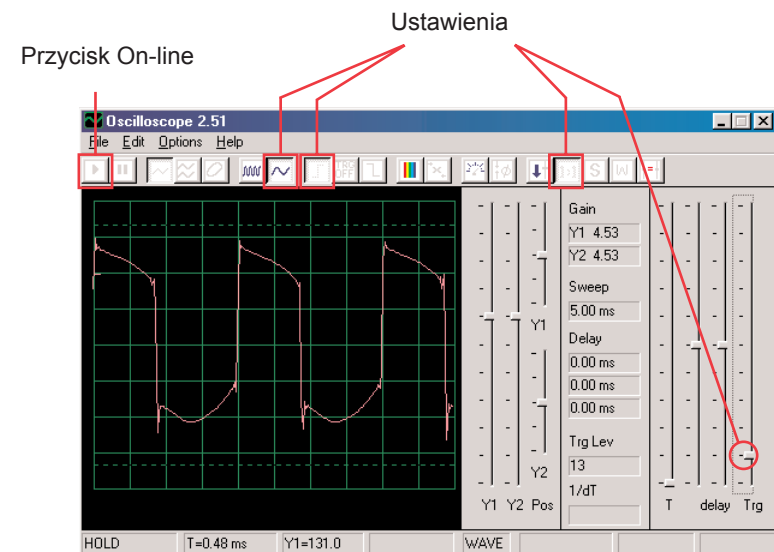 Ustawienia
Przycisk On-line
Oscilloscope 2.51
File Edit Options Help
TRG
OFF
S W
Gain
Y1 4.53
Y2 4.53
Sweep
5.00 ms
Delay
0.00 ms
0.00 ms
0.00 ms
Trg Lev
13
1/dT
Y1
Y2
Y1 Y2 Pos
T delay Trg
HOLD T=0.48 ms Y1=131.0 WAVE